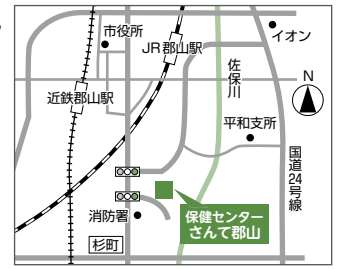 市役所
イオン
JR郡山駅
佐保川
N
近鉄郡山駅
平和支所
国道24号線
保健センター
さんて郡山
消防署
杉町